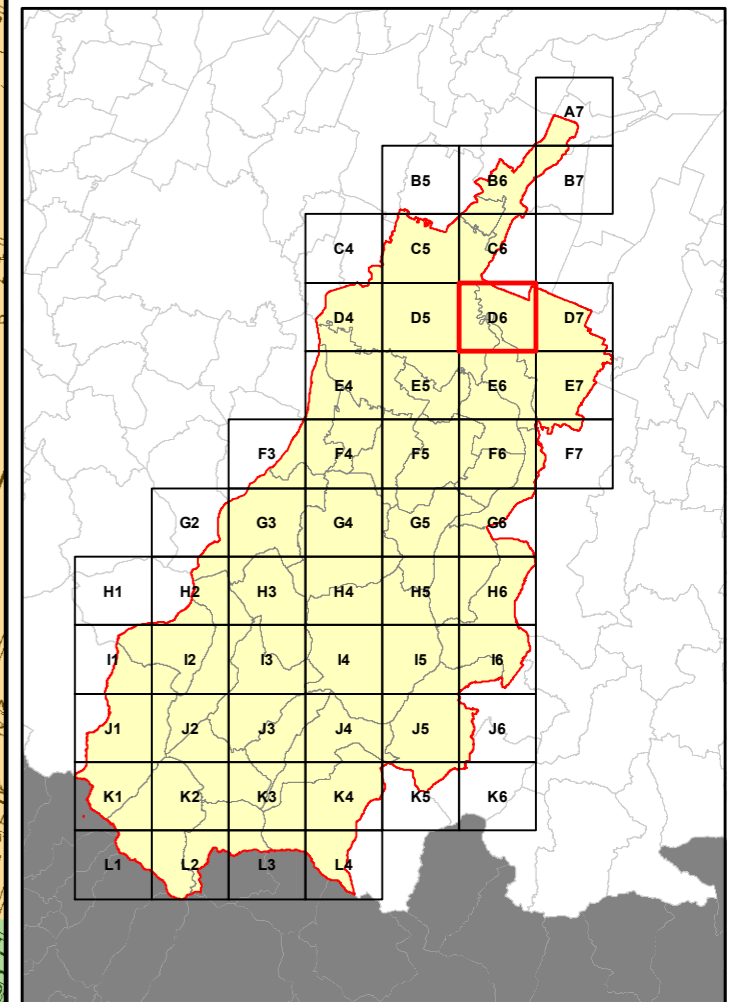 A7
B5 B6 B7
C4 C5 C6
D4 D5 D6 D7
E4 E5 E6 E7
F3 F4 F5 F6 F7
G2 G3 G4 G5 G6
H1 H2 H3 H4 H5 H6
I1 I2 I3 I4 I5 I6
J1 J2 J3 J4 J5 J6
K1 K2 K3 K4 K5 K6
L1 L2 L3 L4